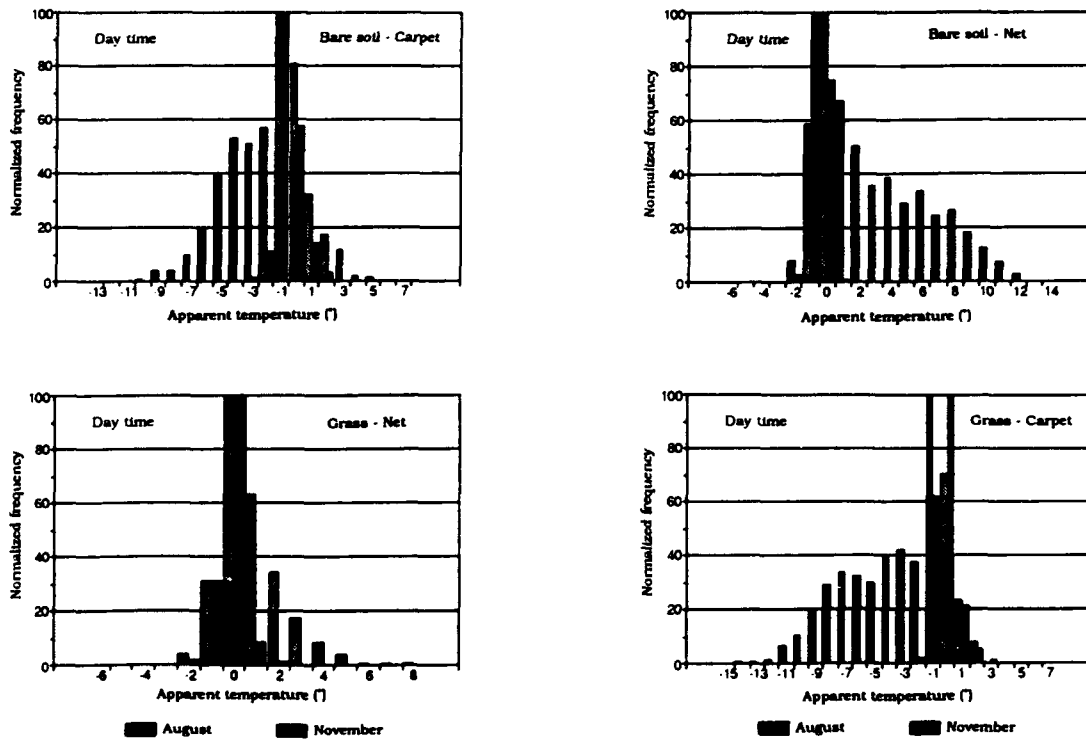 Day time Bare soil - Carpet
Normalized frequency
100
80
60
40
20
0
-13 -11 -9 -7 -5 -3 -1 1 3 5 7
Apparent temperature (°)
Day time Bare soil - Net
Normalized frequency
100
80
60
40
20
0
-6 -4 -2 0 2 4 6 8 10 12 14
Apparent temperature (°)
Day time Grass - Net
Normalized frequency
100
80
60
40
20
0
-6 -4 -2 0 2 4 6 8
Apparent temperature (°)
August November
Day time Grass - Carpet
Normalized frequency
100
80
60
40
20
0
-15 -13 -11 -9 -7 -5 -3 -1 1 3 5 7
Apparent temperature (°)
August November